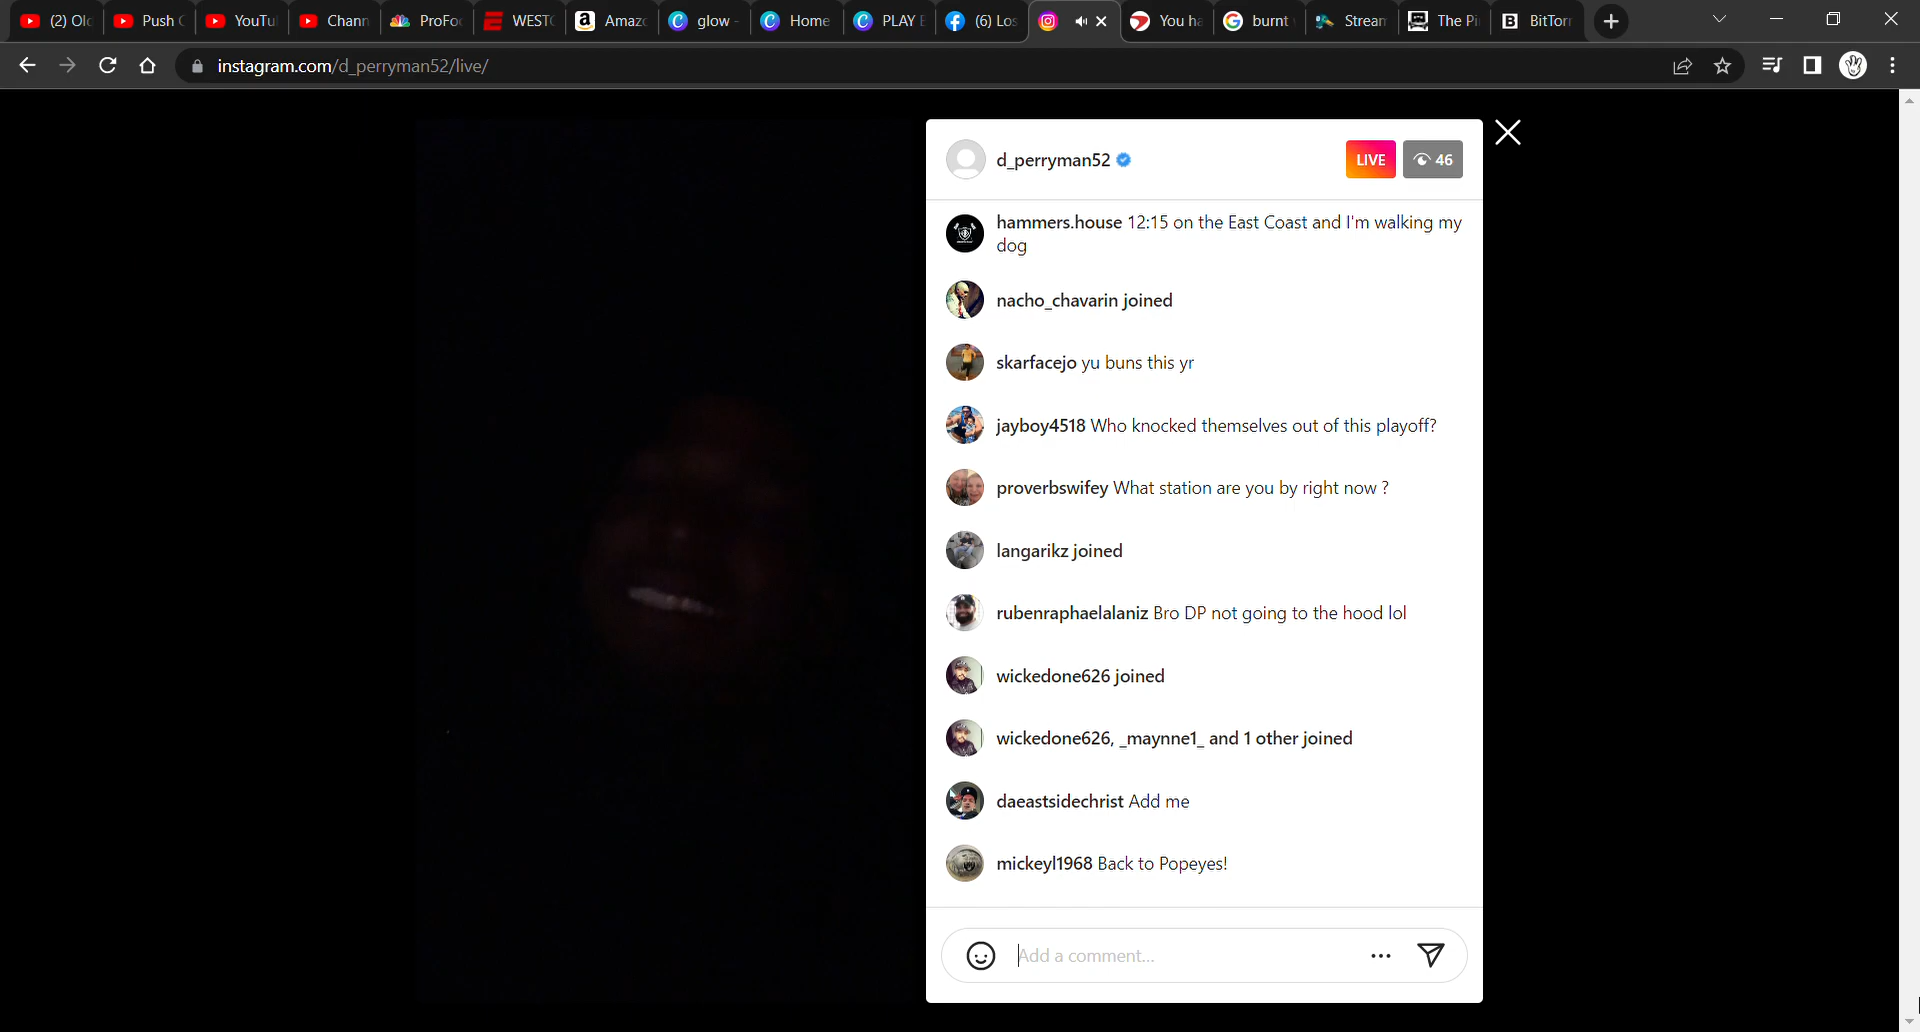 (2) Ol
Push
YouTu
Chann
ProFo
WEST
Amaz
glow
Home
PLAY
(6) Los
You ha
burnt
Strean
The Pi
BitTor
instagram.com/d_perryman52/live/
d_perryman52
LIVE
46
hammers.house 12:15 on the East Coast and I'm walking my
dog
nacho_chavarin joined
skarfacejo yu buns this yr
jayboy4518 Who knocked themselves out of this playoff?
proverbswifey What station are you by right now ?
langarikz joined
rubenraphaelalaniz Bro DP not going to the hood lol
wickedone626 joined
wickedone626, _maynne1_ and 1 other joined
daeastsidechrist Add me
mickeyl1968 Back to Popeyes!
Add a comment...